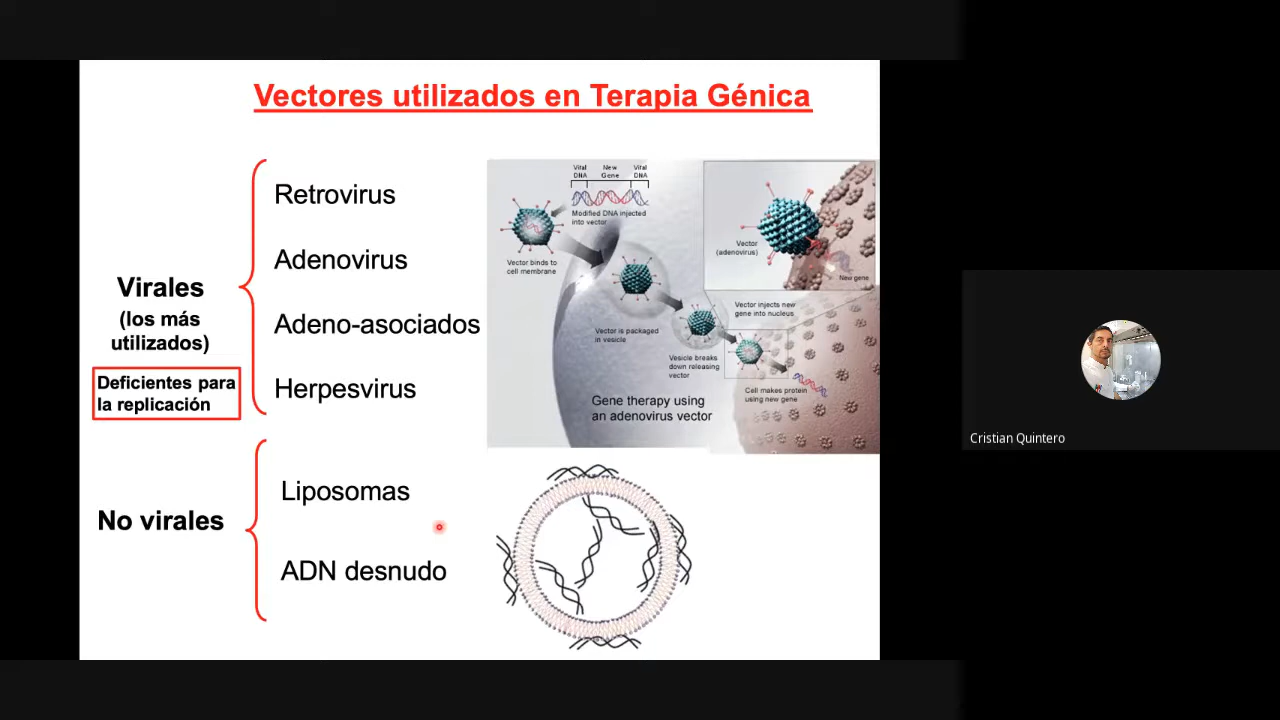 Vectores utilizados en Terapia Génica
Virales
(los más
utilizados)
Deficientes para
la replicación
Retrovirus
Adenovirus
Adeno-asociados
Herpesvirus
Viral
DNA
New
Gene
Viral
DNA
Modified DNA injected
into vector
Vector binds to
cell membrane
Vector
(adenovirus)
New gene
Vector is packaged
in vesicle
Vector injects new
gene into nucleus
Vesicle breaks
down releasing
vector
Cell makes protein
using new gene
Gene therapy using
an adenovirus vector
No virales
Liposomas
ADN desnudo
Cristian Quintero